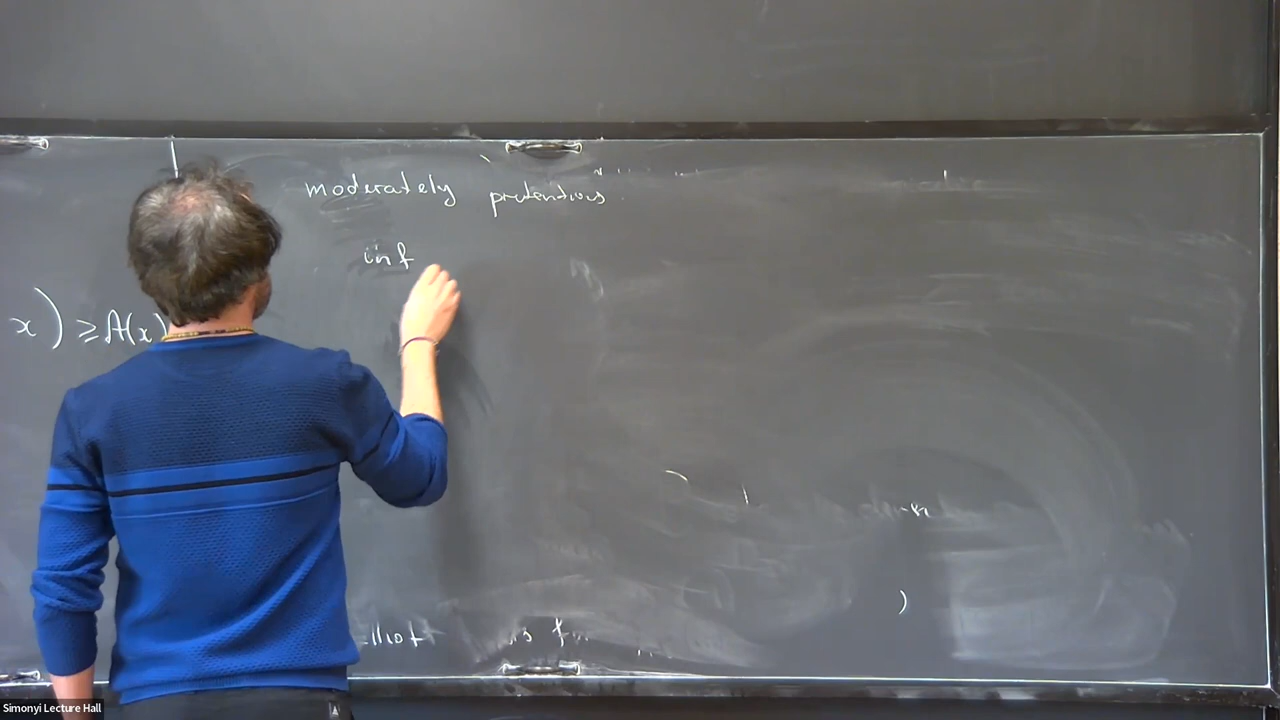 moderately pretentious
inf
x) ≥ A(x)
Simonyi Lecture Hall